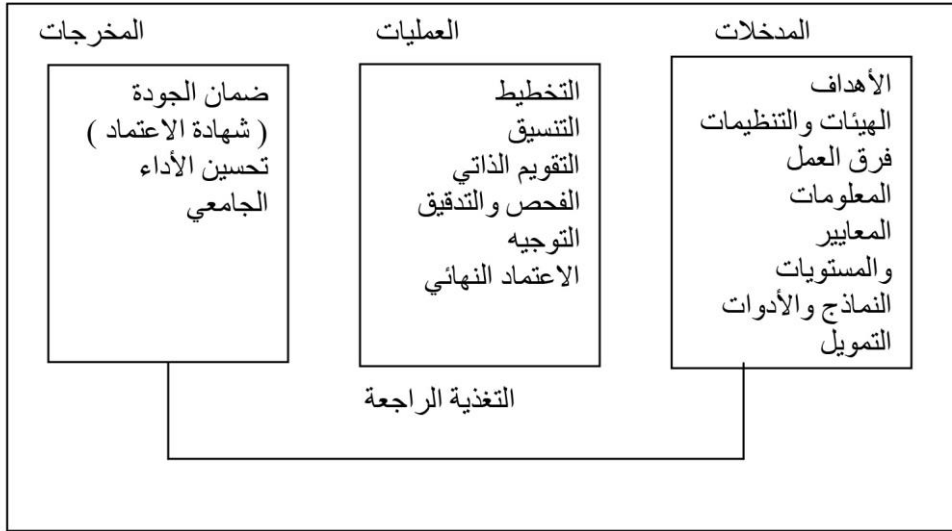 المدخلات
الأهداف
الهيئات والتنظيمات
فرق العمل
المعلومات
المعايير
والمستويات
النماذج والأدوات
التمويل
العمليات
التخطيط
التنسيق
التقويم الذاتي
الفحص والتدقيق
التوجيه
الاعتماد النهائي
المخرجات
ضمان الجودة
( شهادة الاعتماد )
تحسين الأداء
الجامعي
التغذية الراجعة